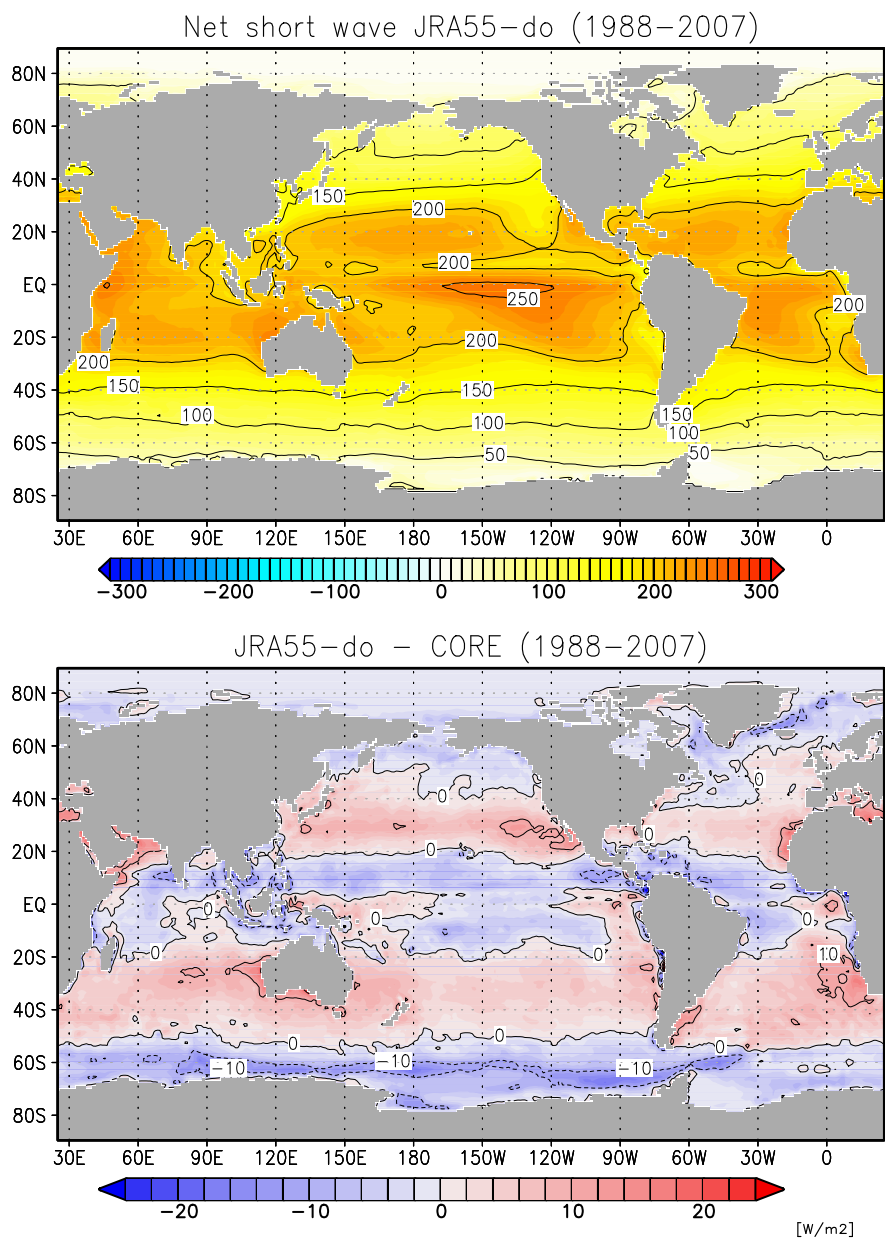 Net short wave JRA55-do (1988-2007)
80N
60N
150
40N
200
20N
200
EQ
250
200
20S
200
200
150
150
40S
100
100
150
100
60S
50
50
80S
30E 60E 90E 120E 150E 180 150W 120W 90W 60W 30W 0
-300 -200 -100 0 100 200 300
JRA55-do - CORE (1988-2007)
80N
60N
0
40N
0
0
20N
0
EQ
0
0
0
0
20S
0
0
10
40S
0
0
0
60S
-10
-10
-10
-10
80S
30E 60E 90E 120E 150E 180 150W 120W 90W 60W 30W 0
-20 -10 0 10 20
[W/m2]